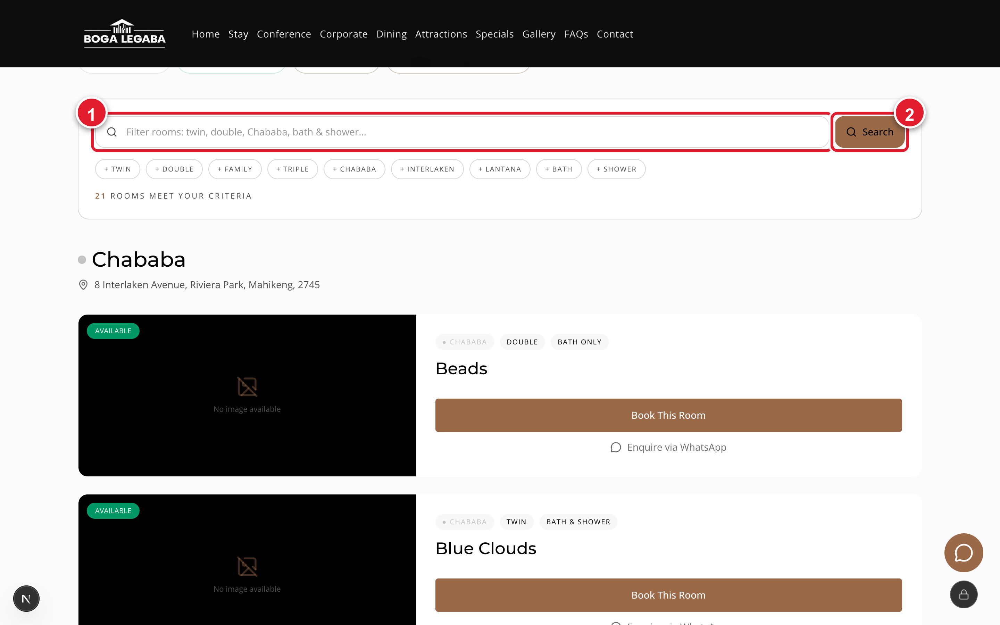 BOGA LEGABA
Home Stay Conference Corporate Dining Attractions Specials Gallery FAQs Contact
1
2
Filter rooms: twin, double, Chababa, bath & shower...
Search
+ TWIN + DOUBLE + FAMILY + TRIPLE + CHABABA + INTERLAKEN + LANTANA + BATH + SHOWER
21 ROOMS MEET YOUR CRITERIA
Chababa
8 Interlaken Avenue, Riviera Park, Mahikeng, 2745
AVAILABLE
No image available
CHABABA DOUBLE BATH ONLY
Beads
Book This Room
Enquire via WhatsApp
AVAILABLE
No image available
CHABABA TWIN BATH & SHOWER
Blue Clouds
Book This Room
N